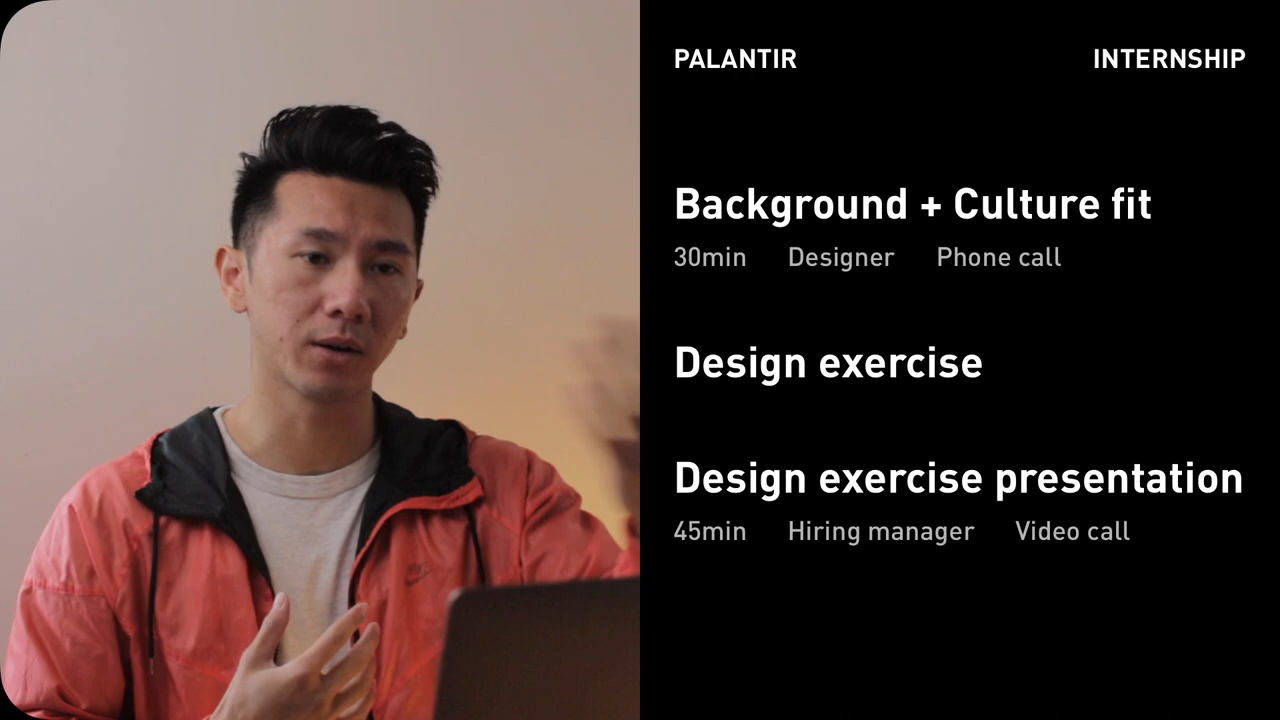 PALANTIR INTERNSHIP
Background + Culture fit
30min Designer Phone call
Design exercise
Design exercise presentation
45min Hiring manager Video call